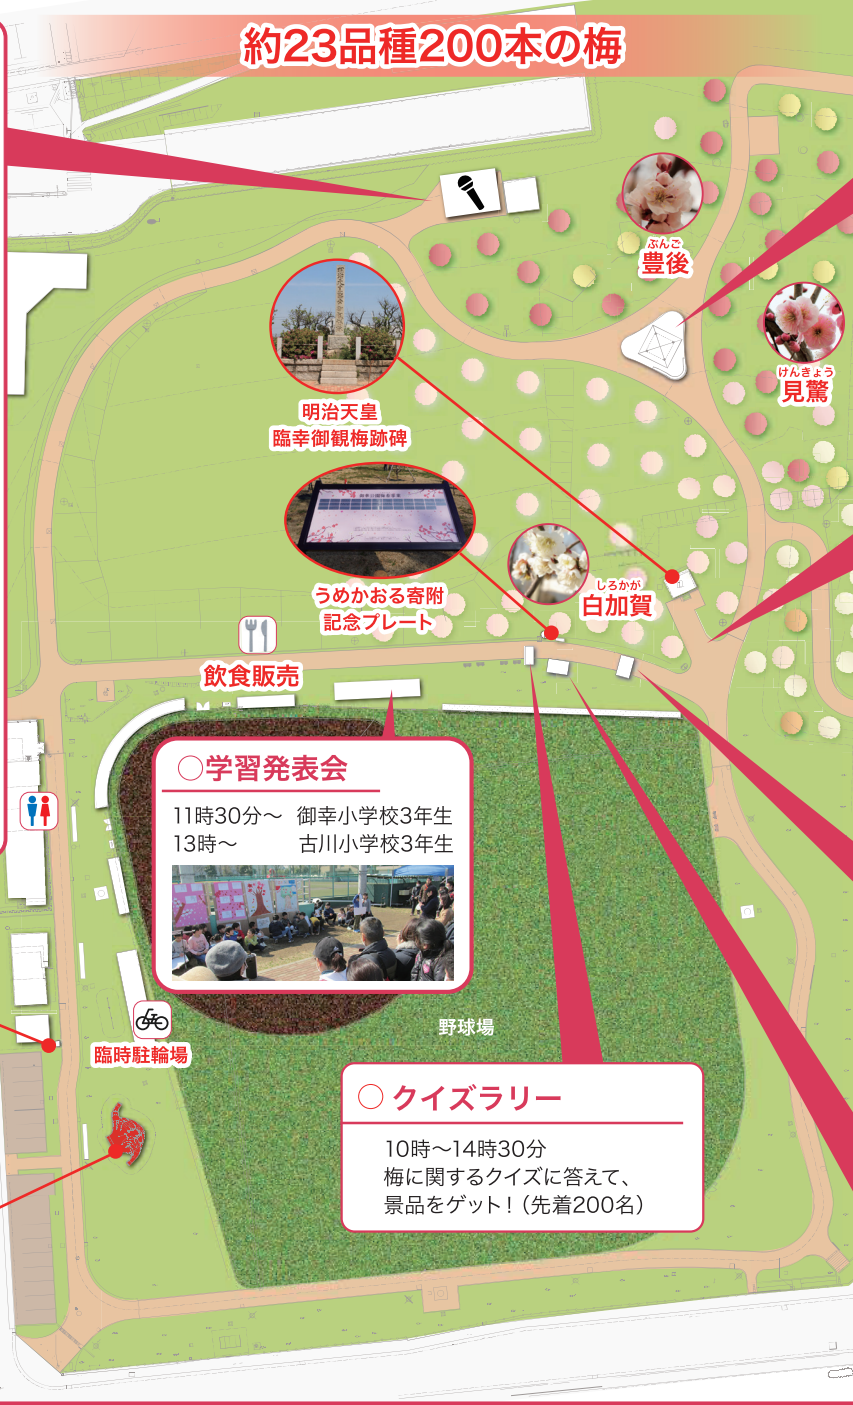 約23品種200本の梅
ぶんご
豊後
けんきょう
見驚
明治天皇
臨幸御観梅跡碑
うめかおる寄附
記念プレート
しろかが
白加賀
飲食販売
○学習発表会
11時30分〜 御幸小学校3年生
13時〜 古川小学校3年生
野球場
臨時駐輪場
○ クイズラリー
10時〜14時30分
梅に関するクイズに答えて、
景品をゲット！（先着200名）